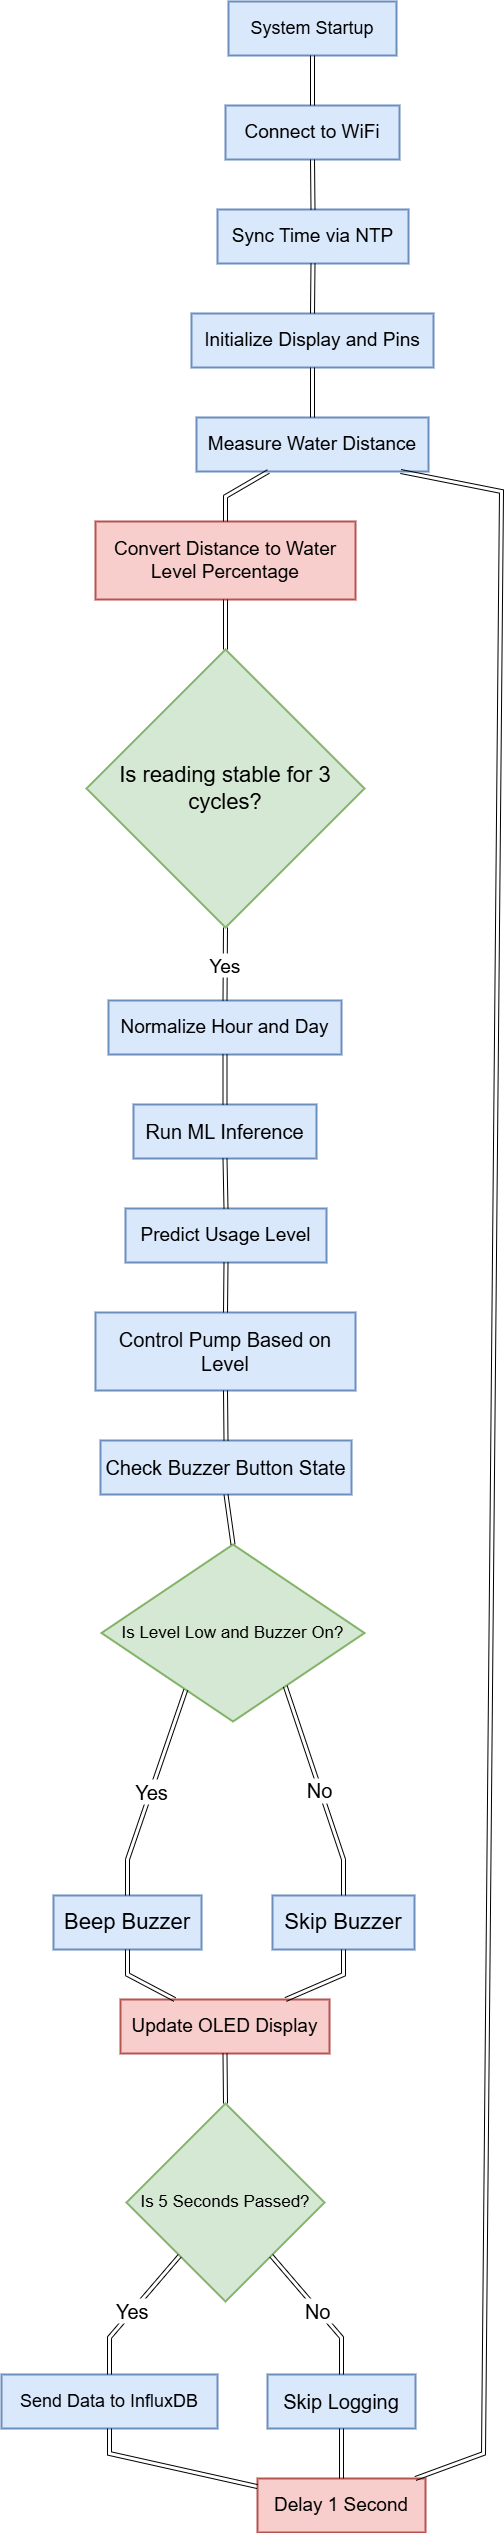 System Startup
Connect to WiFi
Sync Time via NTP
Initialize Display and Pins
Measure Water Distance
Convert Distance to Water
Level Percentage
Is reading stable for 3
cycles?
Yes
Normalize Hour and Day
Run ML Inference
Predict Usage Level
Control Pump Based on
Level
Check Buzzer Button State
Is Level Low and Buzzer On?
Yes
No
Beep Buzzer
Skip Buzzer
Update OLED Display
Is 5 Seconds Passed?
Yes
No
Send Data to InfluxDB
Skip Logging
Delay 1 Second